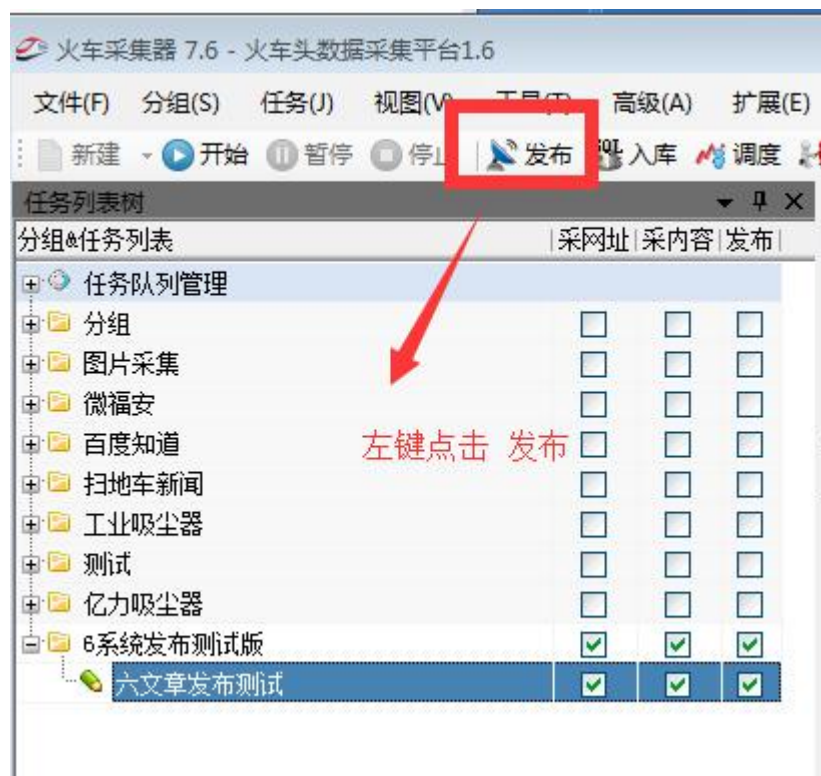 火车采集器 7.6 - 火车头数据采集平台1.6
文件(F) 分组(S) 任务(J) 视图(V) 工具(T) 高级(A) 扩展(E)
新建 开始 暂停 停止 发布 入库 调度
任务列表树
分组&任务列表 采网址 采内容 发布
任务队列管理
分组
图片采集
微福安
百度知道
左键点击 发布
扫地车新闻
工业吸尘器
测试
亿力吸尘器
6系统发布测试版
六文章发布测试